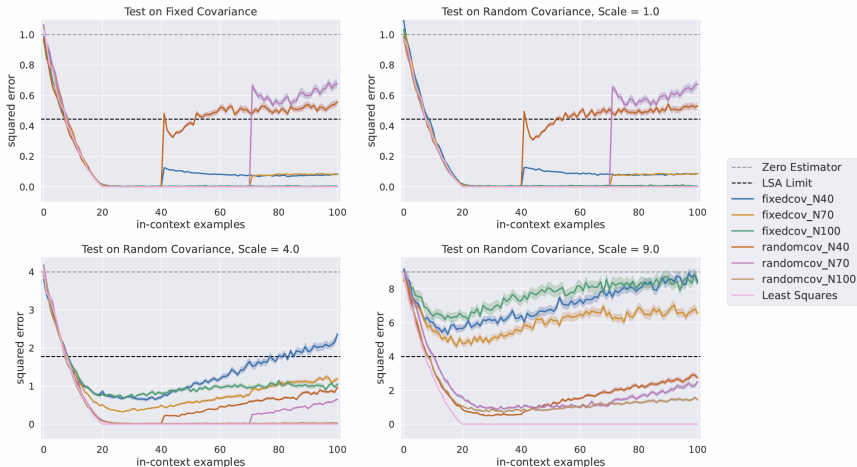 Test on Fixed Covariance
squared error
1.0
0.8
0.6
0.4
0.2
0.0
0 20 40 60 80 100
in-context examples
Test on Random Covariance, Scale = 1.0
squared error
1.0
0.8
0.6
0.4
0.2
0.0
0 20 40 60 80 100
in-context examples
Test on Random Covariance, Scale = 4.0
squared error
4
3
2
1
0
0 20 40 60 80 100
in-context examples
Test on Random Covariance, Scale = 9.0
squared error
8
6
4
2
0
0 20 40 60 80 100
in-context examples
Zero Estimator
LSA Limit
fixedcov_N40
fixedcov_N70
fixedcov_N100
randomcov_N40
randomcov_N70
randomcov_N100
Least Squares